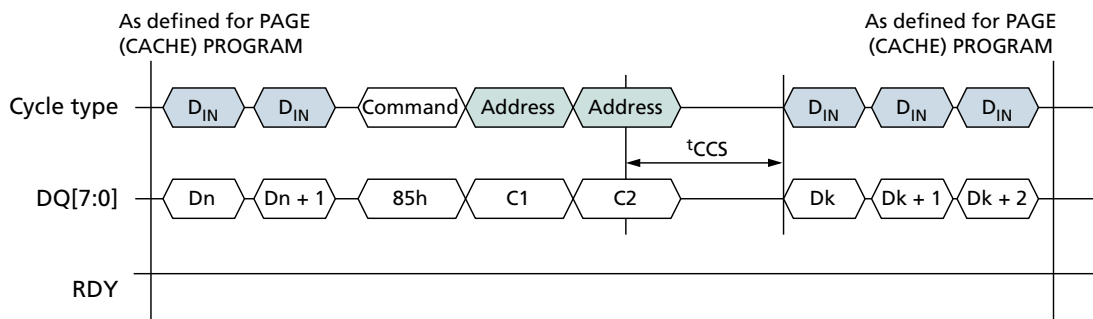 As defined for PAGE
(CACHE) PROGRAM
As defined for PAGE
(CACHE) PROGRAM
Cycle type
DIN
DIN
Command
Address
Address
DIN
DIN
DIN
tCCS
DQ[7:0]
Dn
Dn + 1
85h
C1
C2
Dk
Dk + 1
Dk + 2
RDY